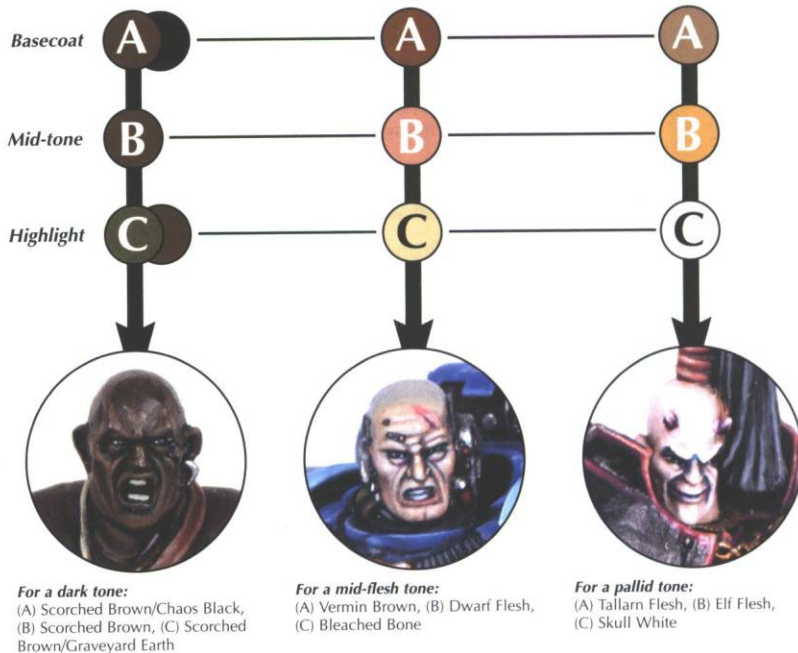 Basecoat A A A
Mid-tone B B B
Highlight C C C
For a dark tone:
(A) Scorched Brown/Chaos Black,
(B) Scorched Brown, (C) Scorched
Brown/Graveyard Earth
For a mid-flesh tone:
(A) Vermin Brown, (B) Dwarf Flesh,
(C) Bleached Bone
For a pallid tone:
(A) Tallarn Flesh, (B) Elf Flesh,
(C) Skull White